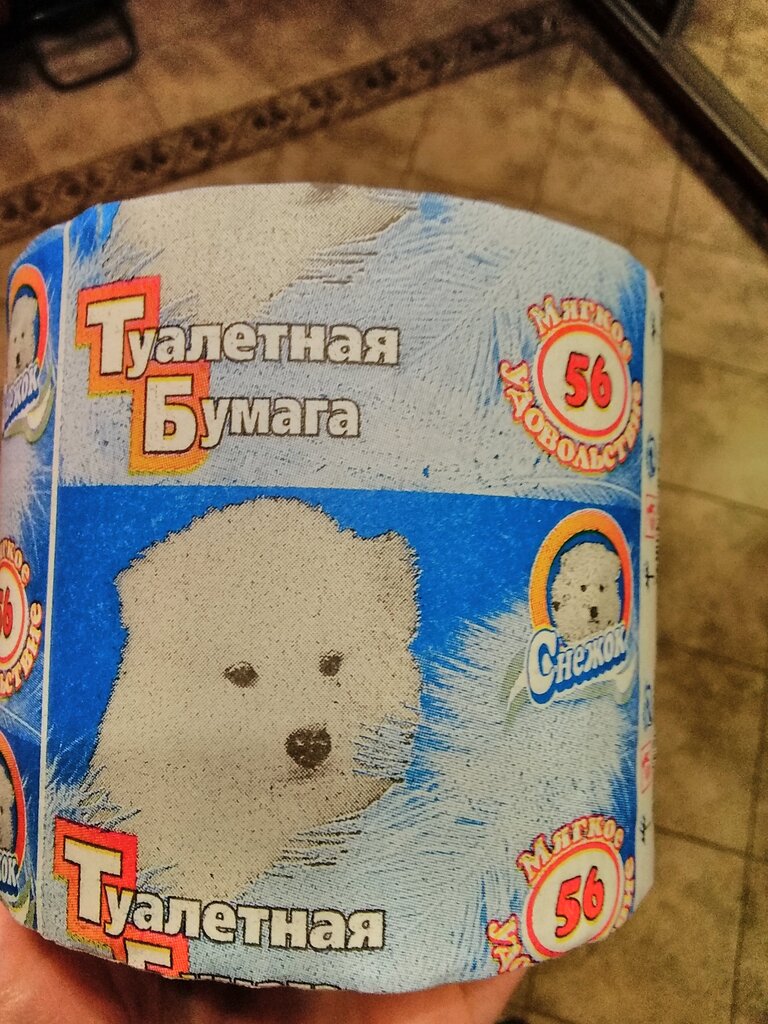 Туалетная
Бумага
Мягкое
56
удовольствие
Снежок
Туалетная
Мягкое
56